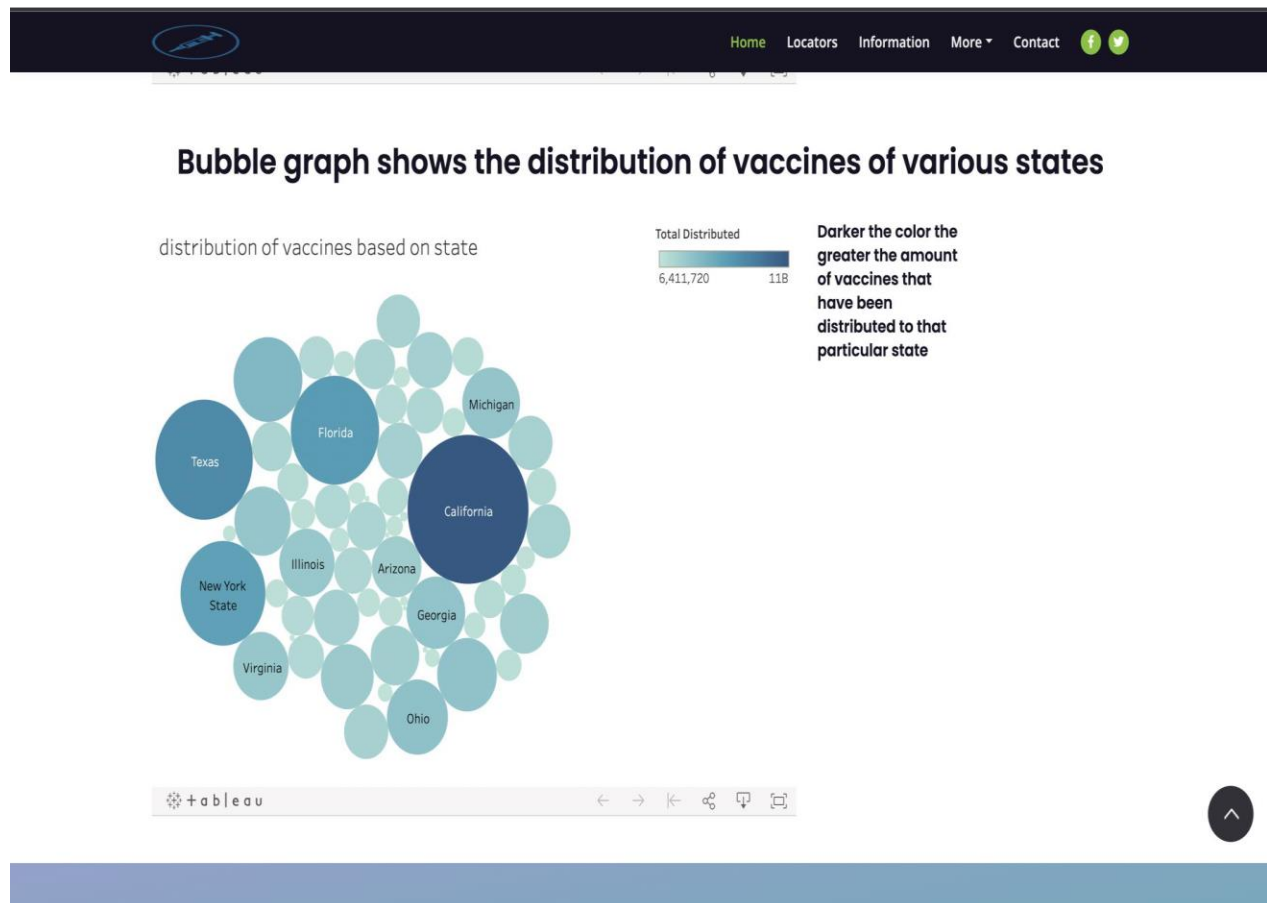 Home Locators Information More Contact
Bubble graph shows the distribution of vaccines of various states
distribution of vaccines based on state
Total Distributed
6,411,720 11B
Darker the color the
greater the amount
of vaccines that
have been
distributed to that
particular state
Michigan
Florida
Texas
California
Illinois
Arizona
New York
State
Georgia
Virginia
Ohio
+ableau